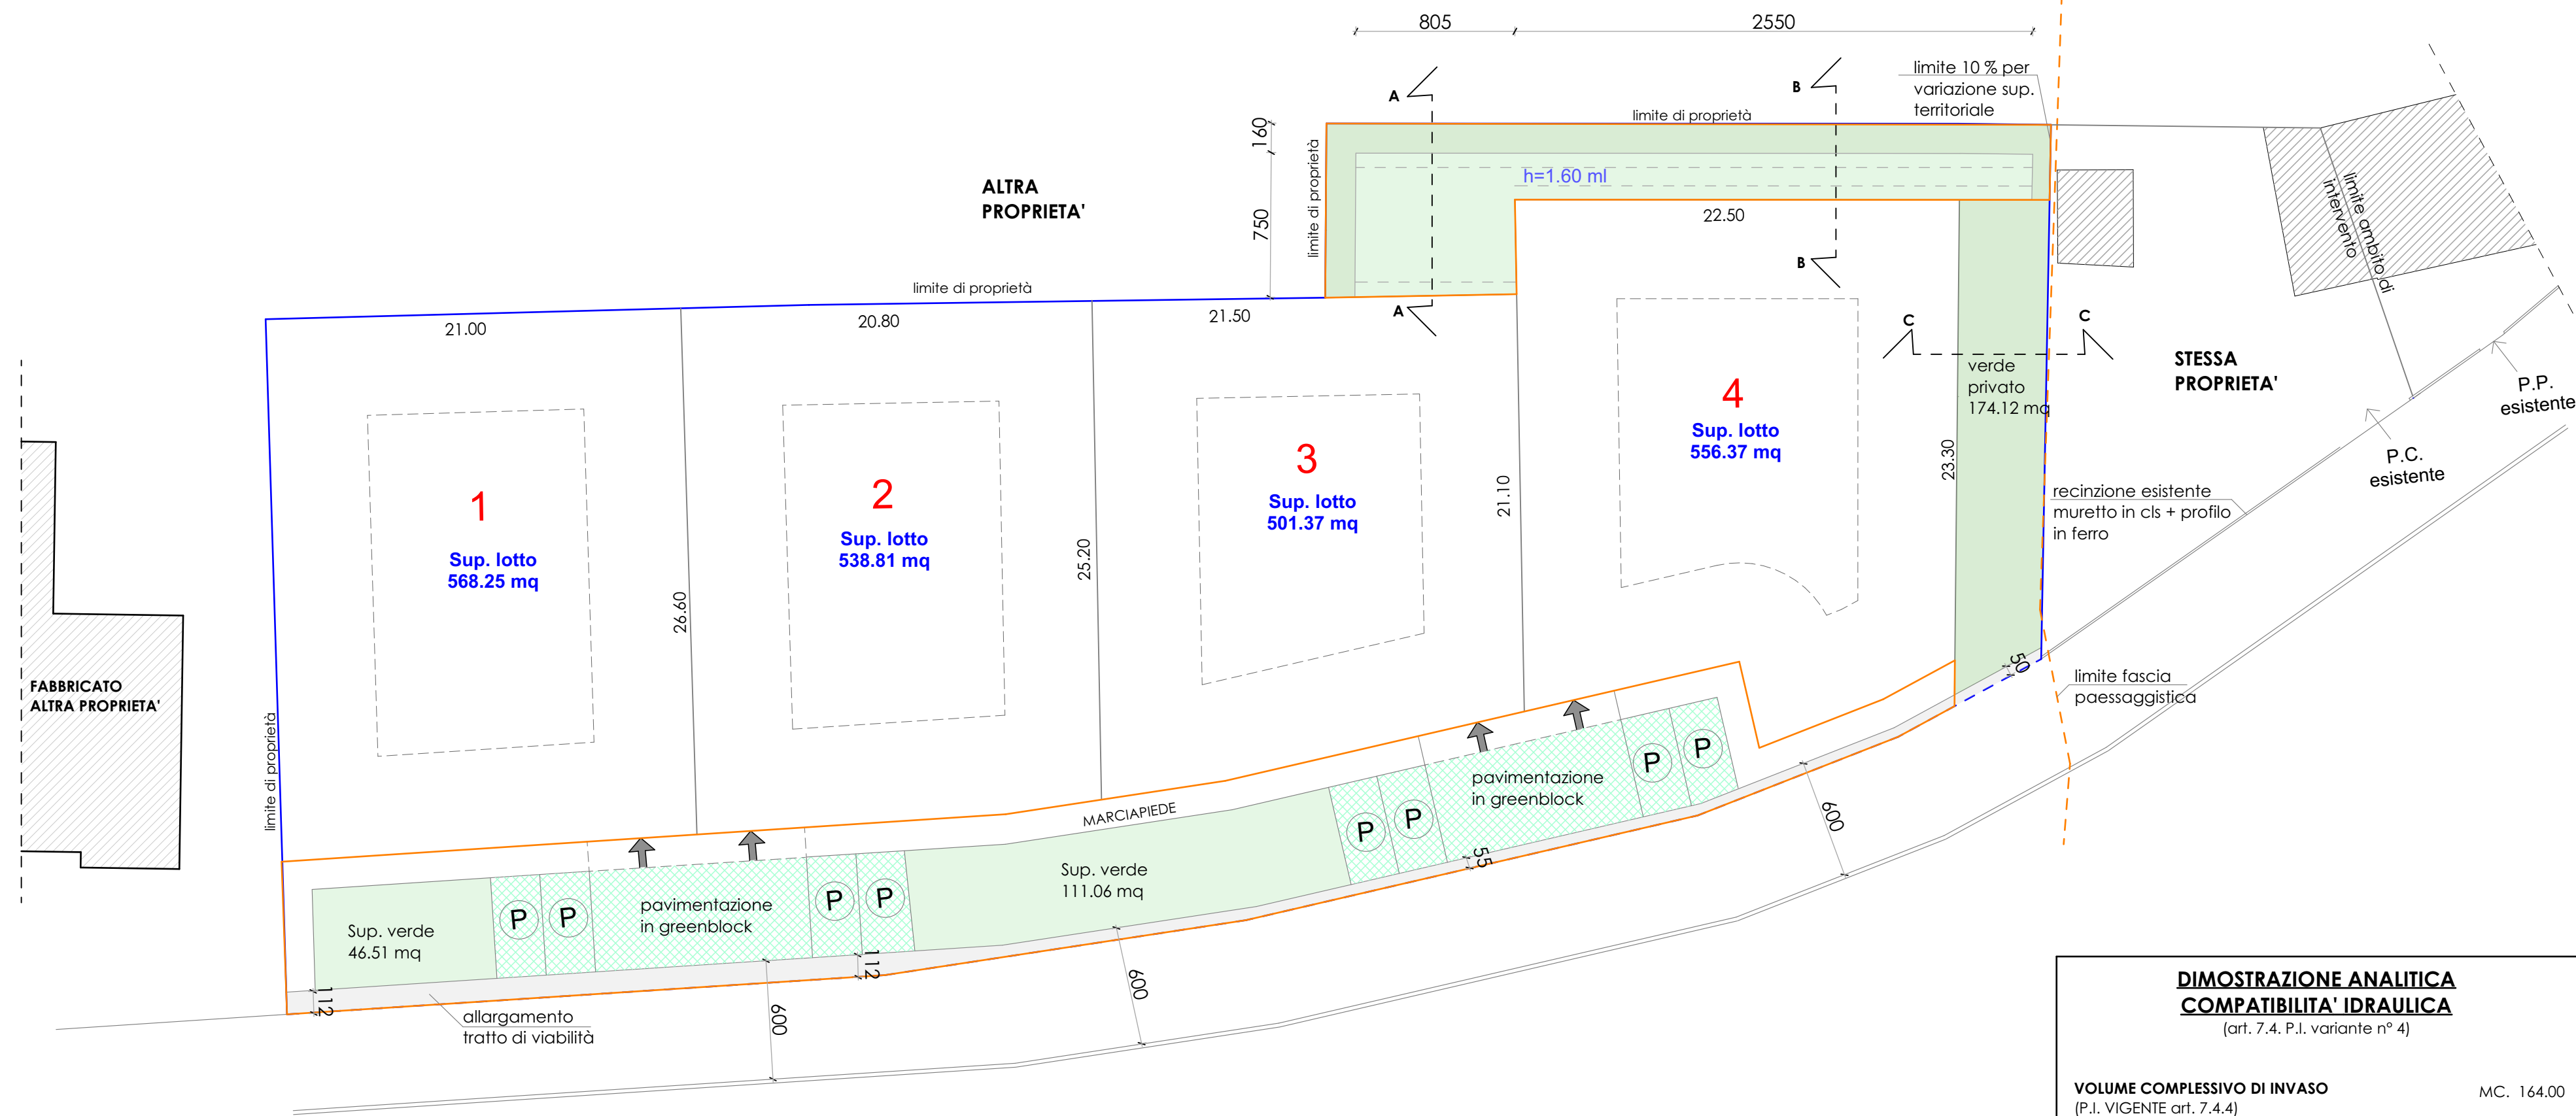 805
2550
limite 10 % per
variazione sup.
territoriale
A
B
limite di proprietà
160
750
limite di proprietà
h=1.60 ml
ALTRA
PROPRIETA'
22.50
B
A
limite di proprietà
21.00
20.80
21.50
C
C
verde
privato
174.12 mq
STESSA
PROPRIETA'
limite ambito di
intervento
P.P.
esistente
P.C.
esistente
1
Sup. lotto
568.25 mq
2
Sup. lotto
538.81 mq
3
Sup. lotto
501.37 mq
4
Sup. lotto
556.37 mq
26.60
25.20
21.10
23.30
recinzione esistente
muretto in cls + profilo
in ferro
50
limite fascia
paessaggistica
FABBRICATO
ALTRA PROPRIETA'
limite di proprietà
MARCIAPIEDE
pavimentazione
in greenblock
P
P
P
P
55
600
Sup. verde
111.06 mq
P
P
P
P
pavimentazione
in greenblock
Sup. verde
46.51 mq
112
112
600
600
allargamento
tratto di viabilità
DIMOSTRAZIONE ANALITICA
COMPATIBILITA' IDRAULICA
(art. 7.4. P.I. variante n° 4)
VOLUME COMPLESSIVO DI INVASO MC. 164.00
(P.I. VIGENTE art. 7.4.4)